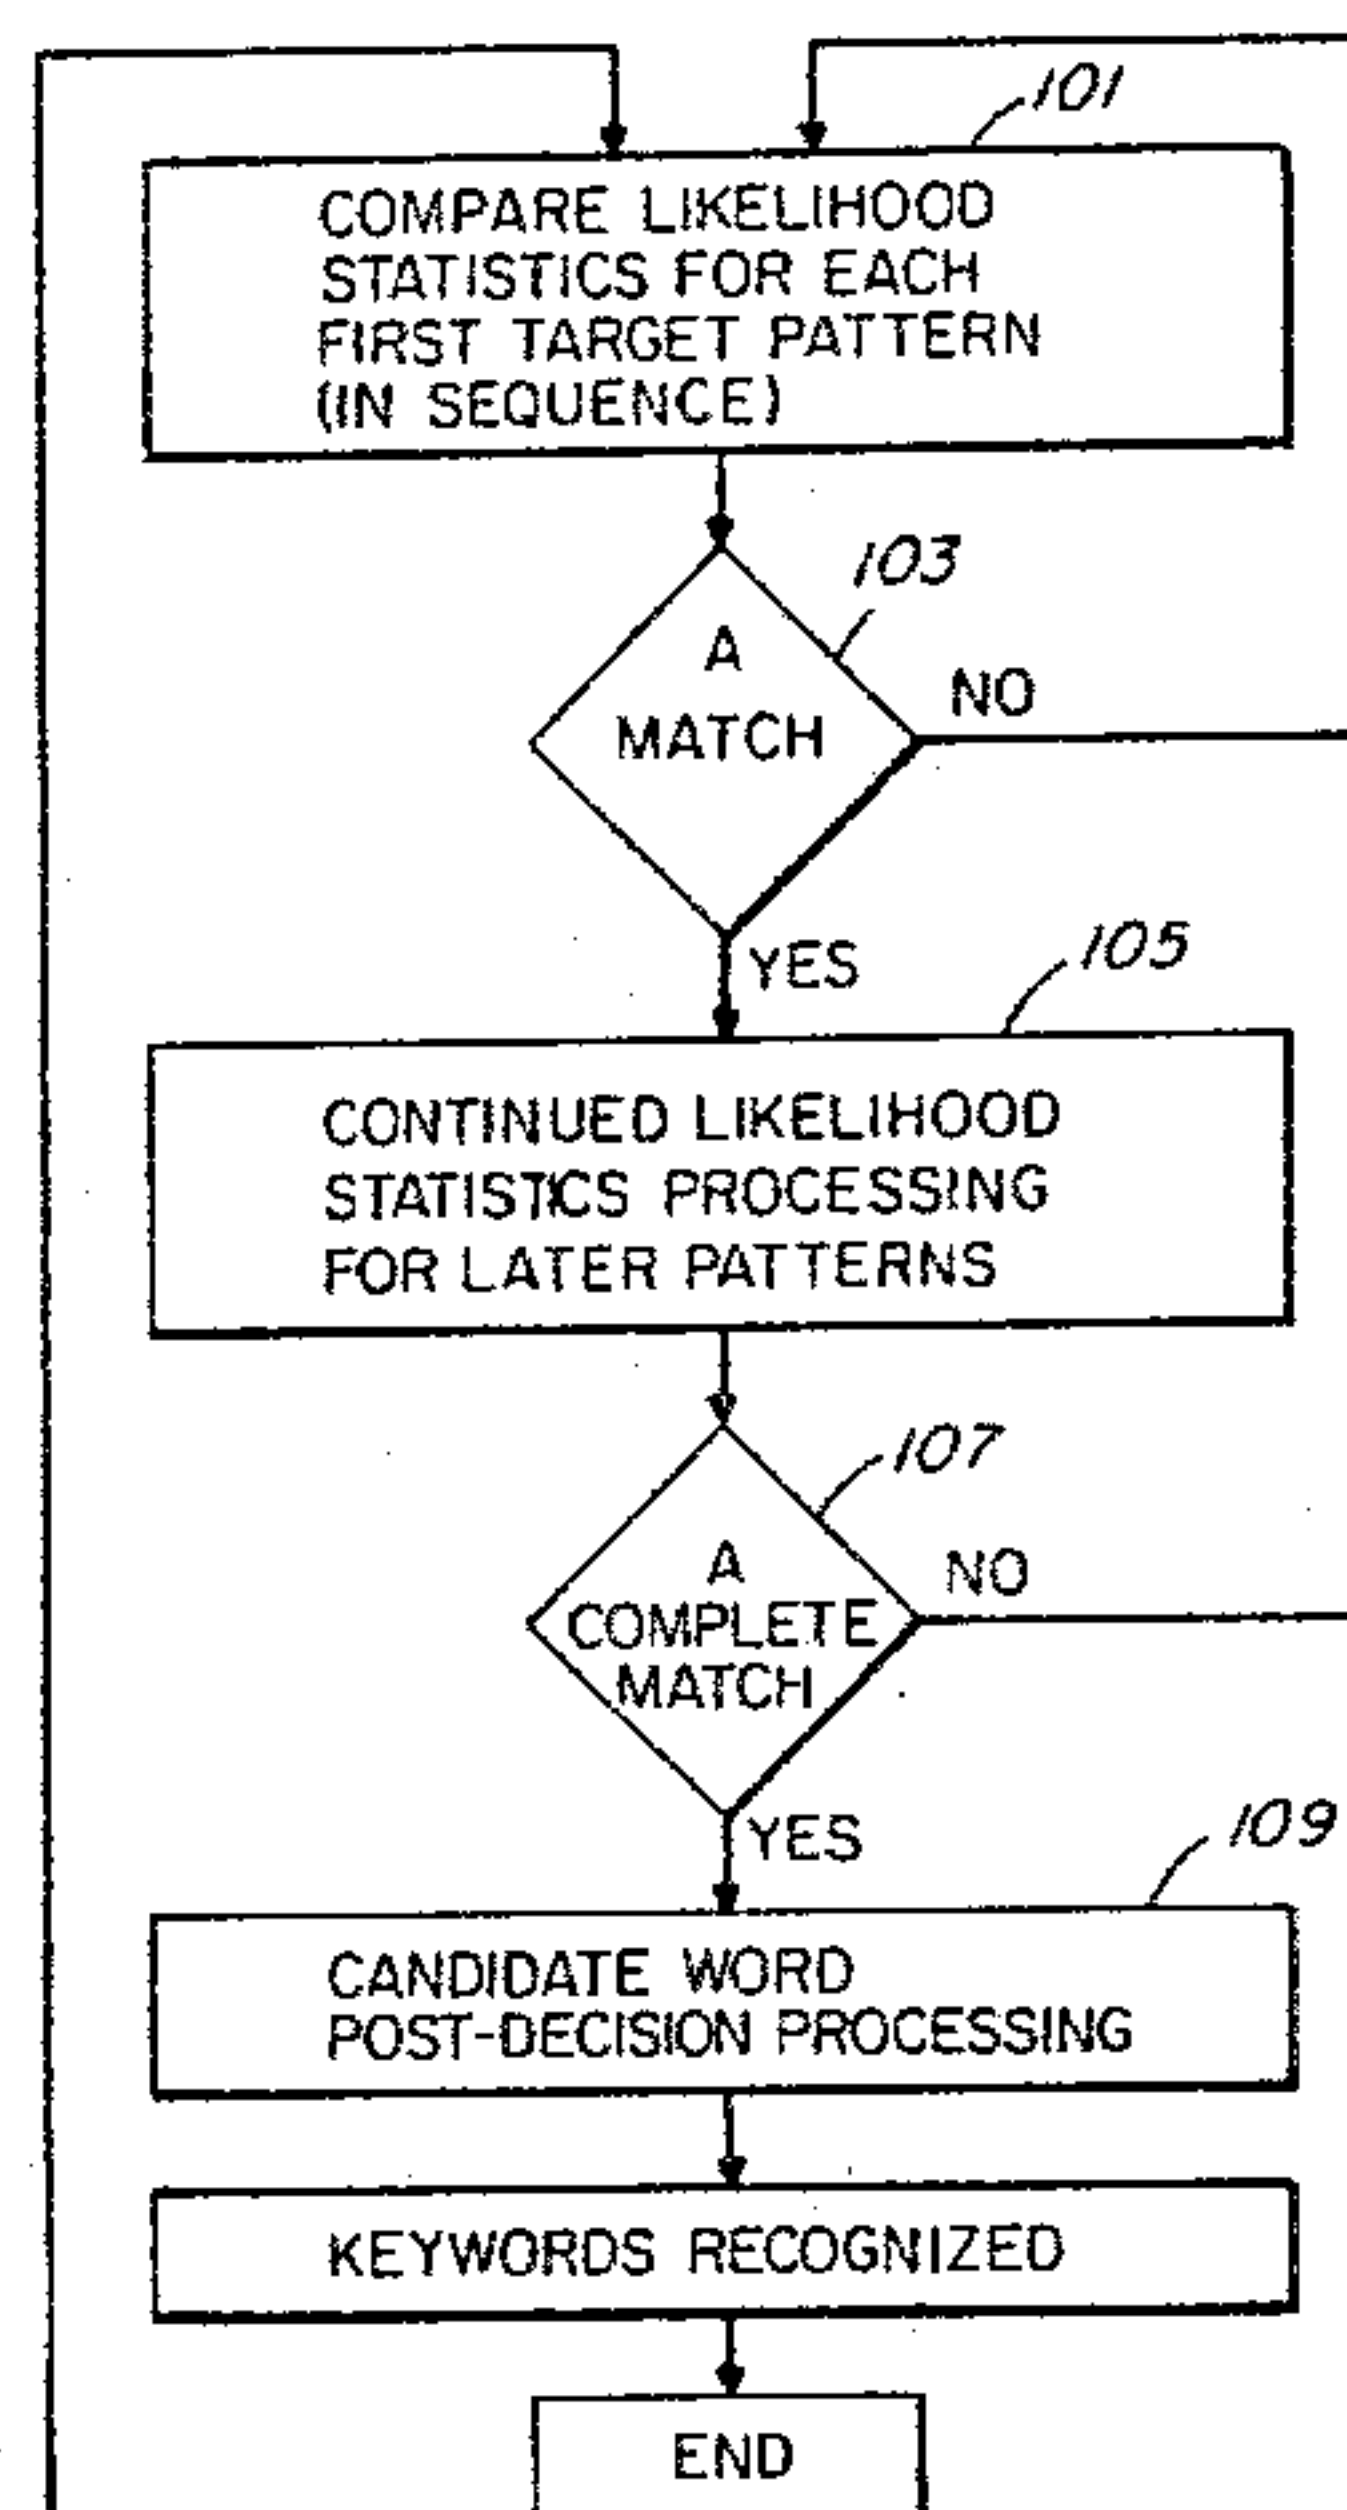 101
COMPARE LIKELIHOOD
STATISTICS FOR EACH
FIRST TARGET PATTERN
(IN SEQUENCE)
103
A
MATCH
NO
YES
105
CONTINUED LIKELIHOOD
STATISTICS PROCESSING
FOR LATER PATTERNS
107
A
COMPLETE
MATCH
NO
YES
109
CANDIDATE WORD
POST-DECISION PROCESSING
KEYWORDS RECOGNIZED
END